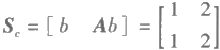 S_c = [ b   Ab ] = [ 1 2
1 2 ]